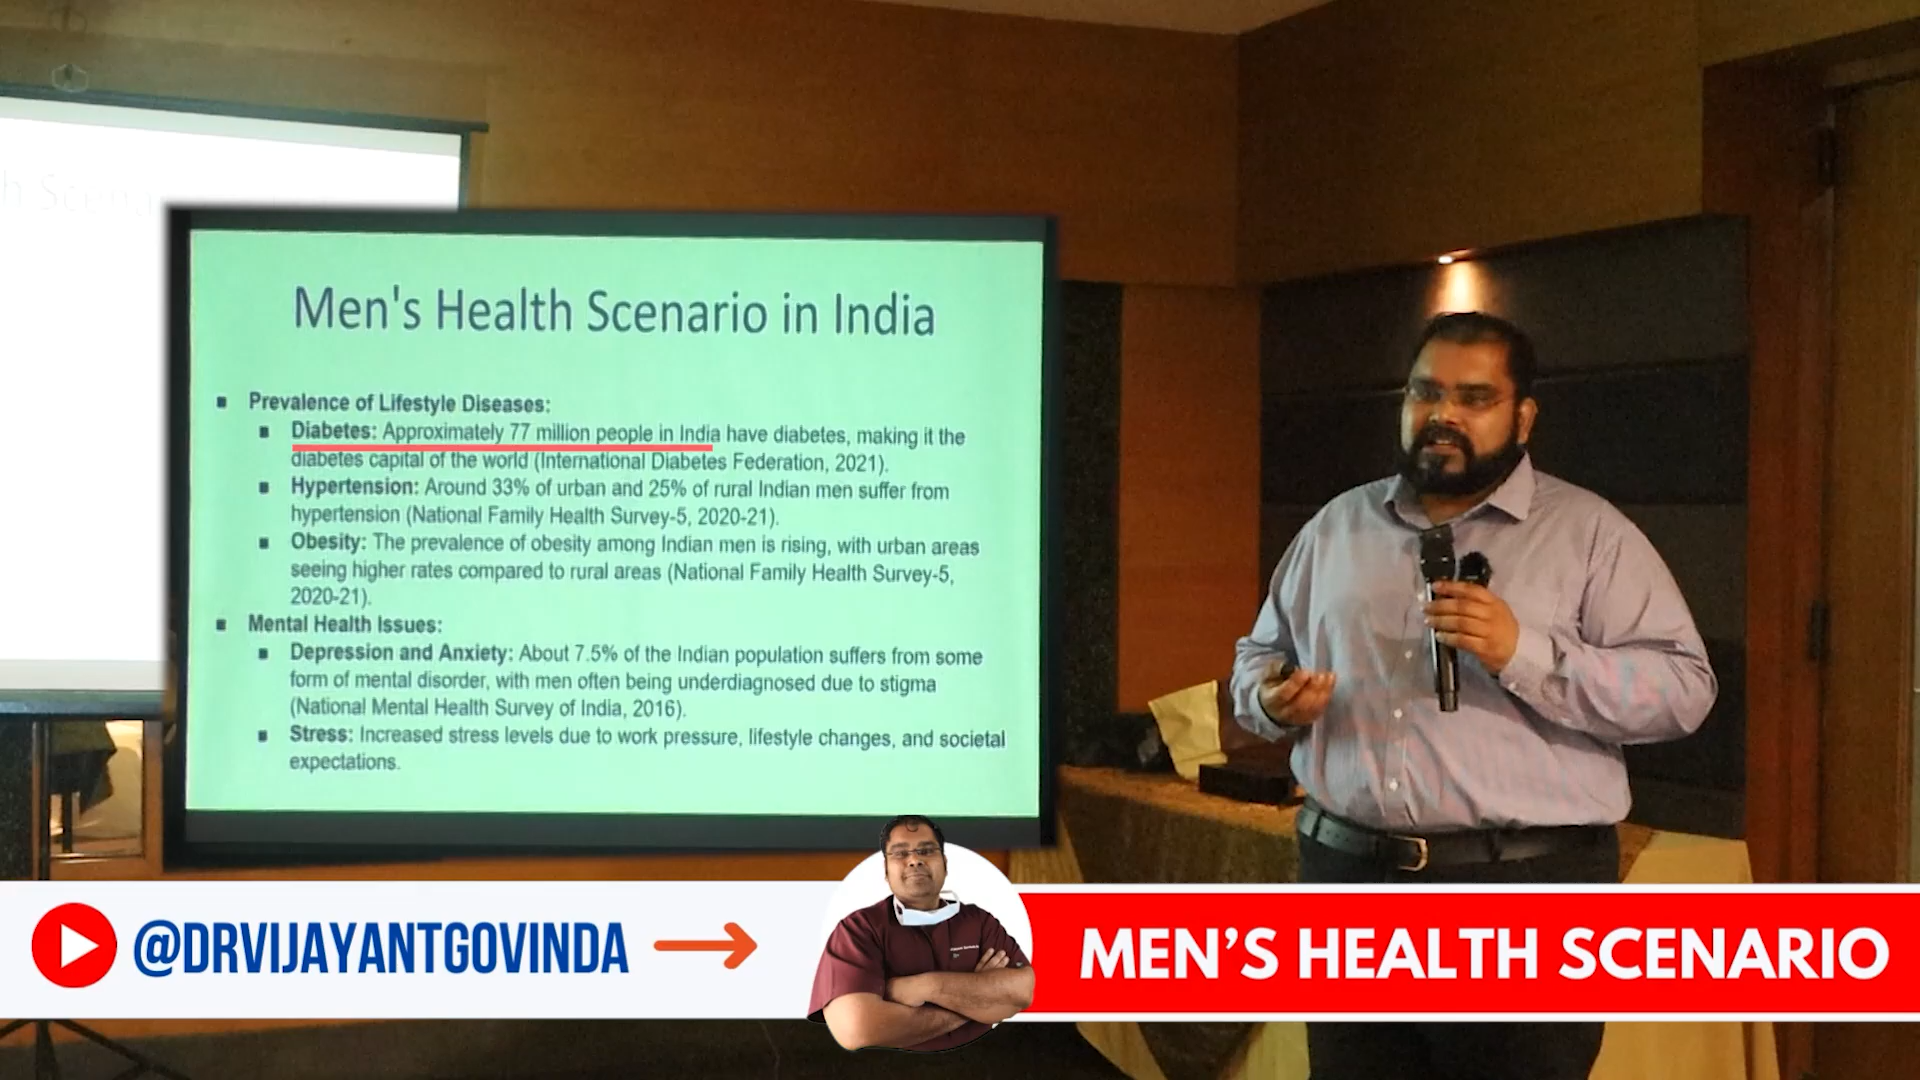 h Scena
Men's Health Scenario in India
▪ Prevalence of Lifestyle Diseases:
▪ Diabetes: Approximately 77 million people in India have diabetes, making it the
diabetes capital of the world (International Diabetes Federation, 2021).
▪ Hypertension: Around 33% of urban and 25% of rural Indian men suffer from
hypertension (National Family Health Survey-5, 2020-21).
▪ Obesity: The prevalence of obesity among Indian men is rising, with urban areas
seeing higher rates compared to rural areas (National Family Health Survey-5,
2020-21).
▪ Mental Health Issues:
▪ Depression and Anxiety: About 7.5% of the Indian population suffers from some
form of mental disorder, with men often being underdiagnosed due to stigma
(National Mental Health Survey of India, 2016).
▪ Stress: Increased stress levels due to work pressure, lifestyle changes, and societal
expectations.
@DRVIJAYANTGOVINDA
MEN'S HEALTH SCENARIO